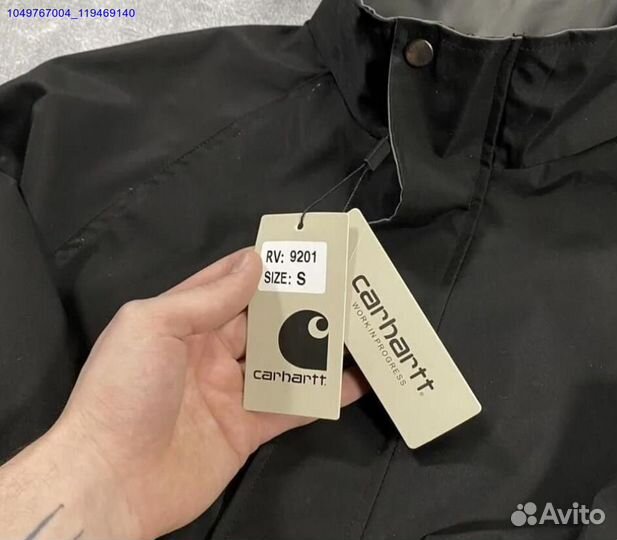 1049767004_119469140
RV: 9201
SIZE: S
carhartt
carhartt®
WORK IN PROGRESS
Avito